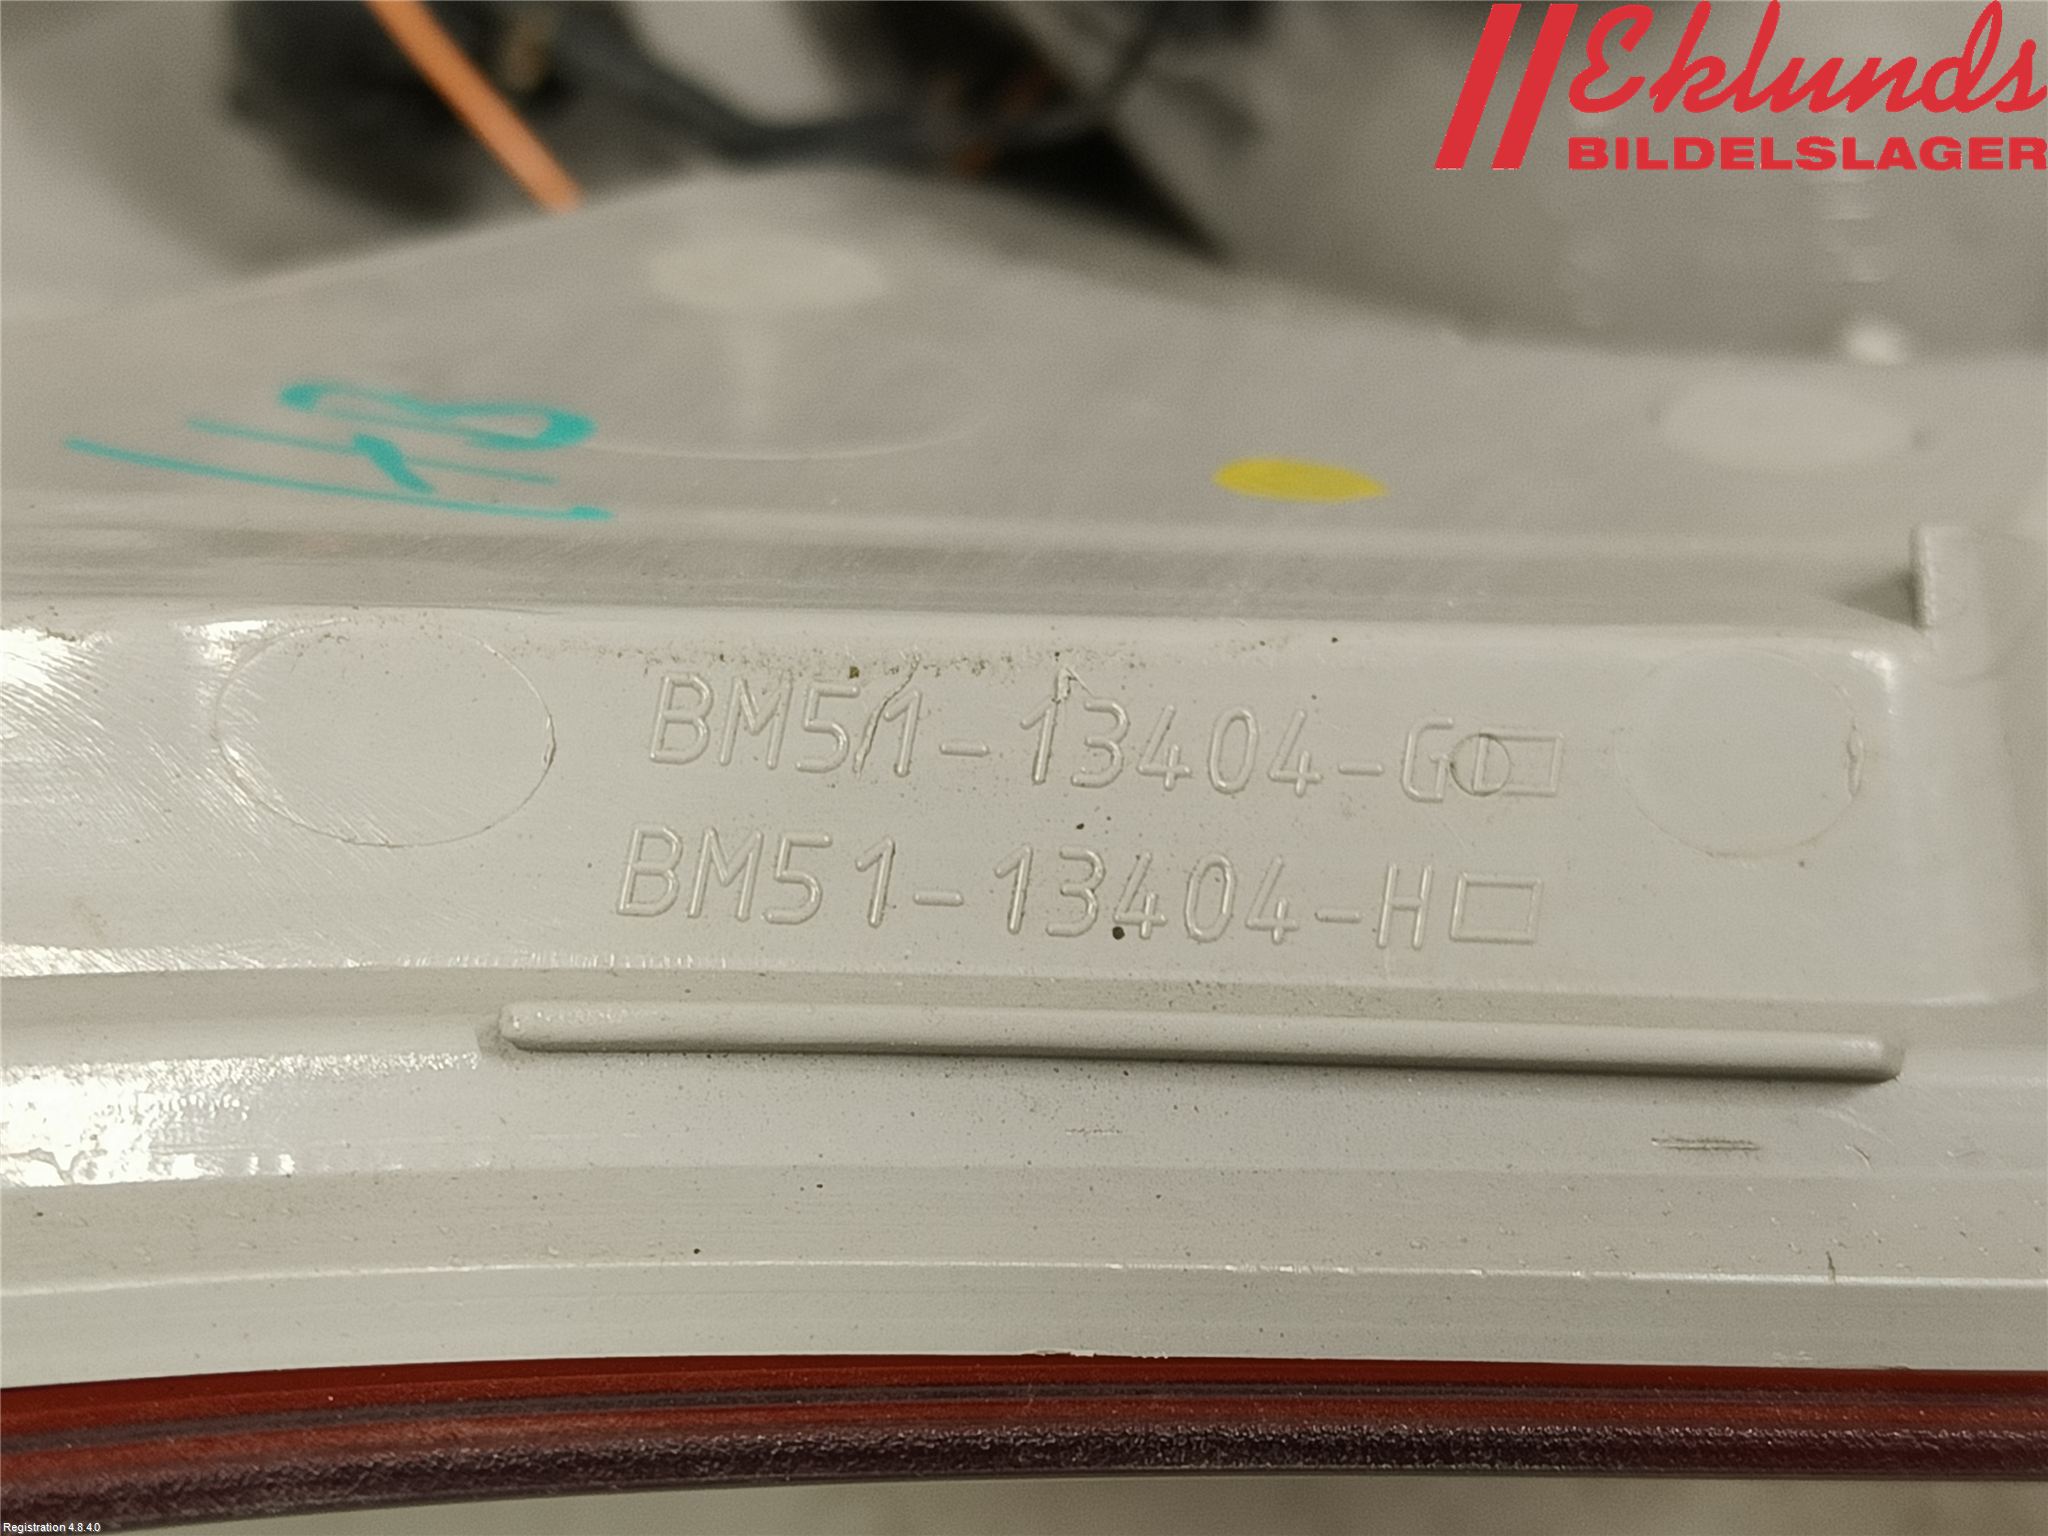 Eklunds
BILDELSLAGER
BM51-13404-G
BM51-13404-H
Registration 4.8.4.0